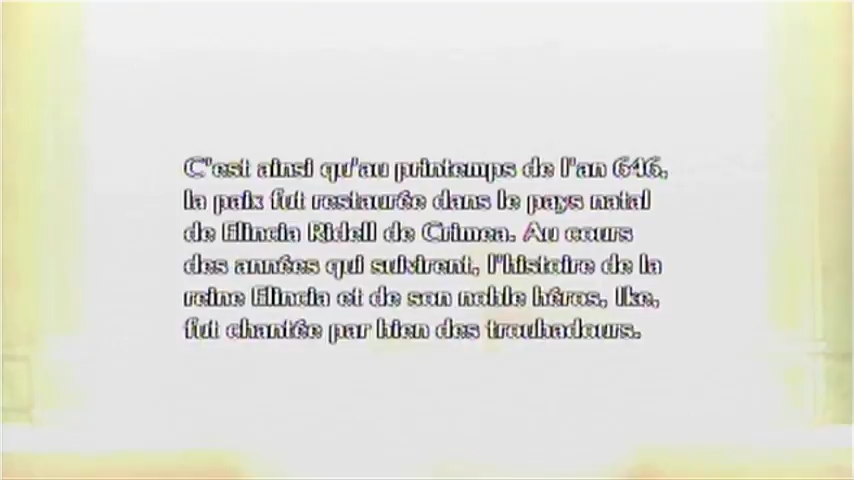 C'est ainsi qu'au printemps de l'an 646,
la paix fut restaurée dans le pays natal
de Elincia Ridell de Crimea. Au cours
des années qui suivirent, l'histoire de la
reine Elincia et de son noble héros, Ike,
fut chantée par bien des troubadours.